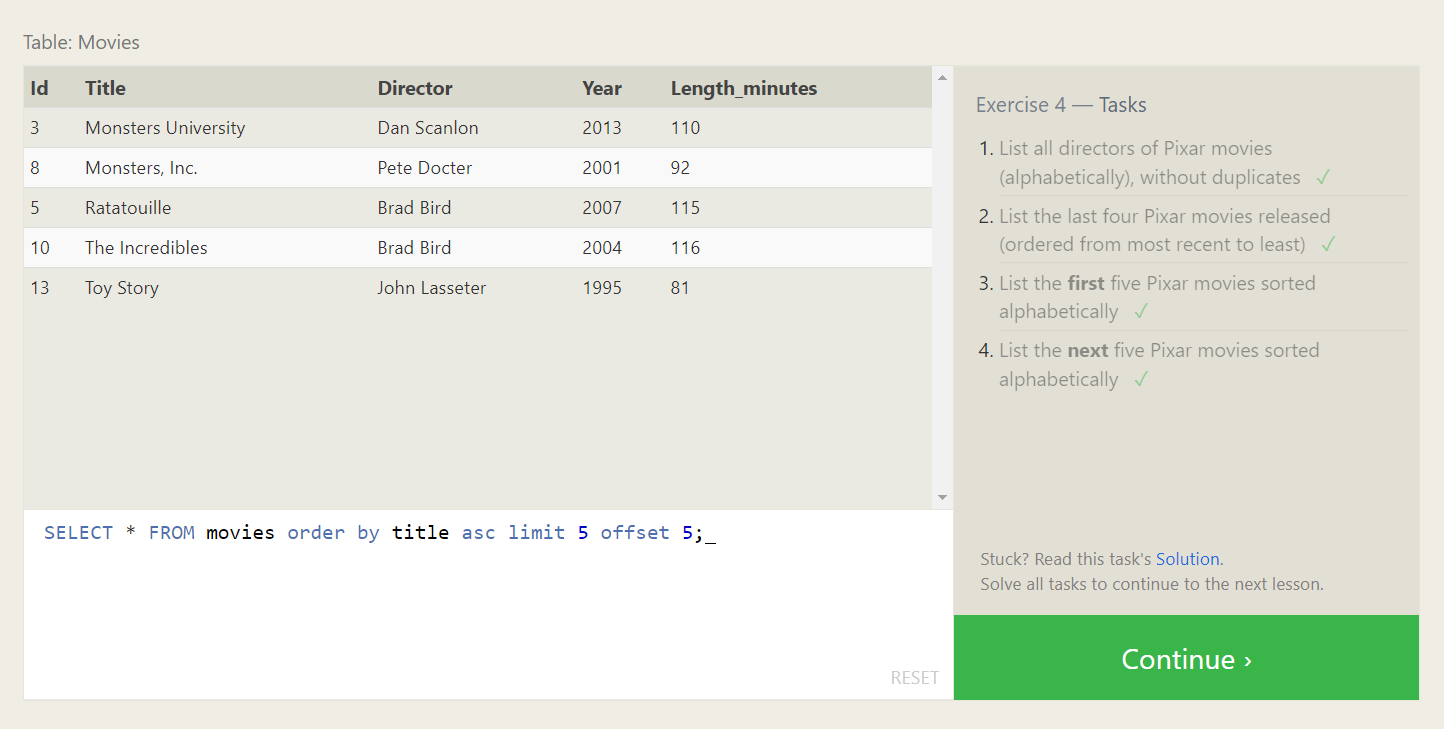 Table: Movies
Id Title Director Year Length_minutes
3 Monsters University Dan Scanlon 2013 110
8 Monsters, Inc. Pete Docter 2001 92
5 Ratatouille Brad Bird 2007 115
10 The Incredibles Brad Bird 2004 116
13 Toy Story John Lasseter 1995 81
SELECT * FROM movies order by title asc limit 5 offset 5;_
RESET
Exercise 4 — Tasks
1. List all directors of Pixar movies
(alphabetically), without duplicates ✓
2. List the last four Pixar movies released
(ordered from most recent to least) ✓
3. List the first five Pixar movies sorted
alphabetically ✓
4. List the next five Pixar movies sorted
alphabetically ✓
Stuck? Read this task's Solution.
Solve all tasks to continue to the next lesson.
Continue ›